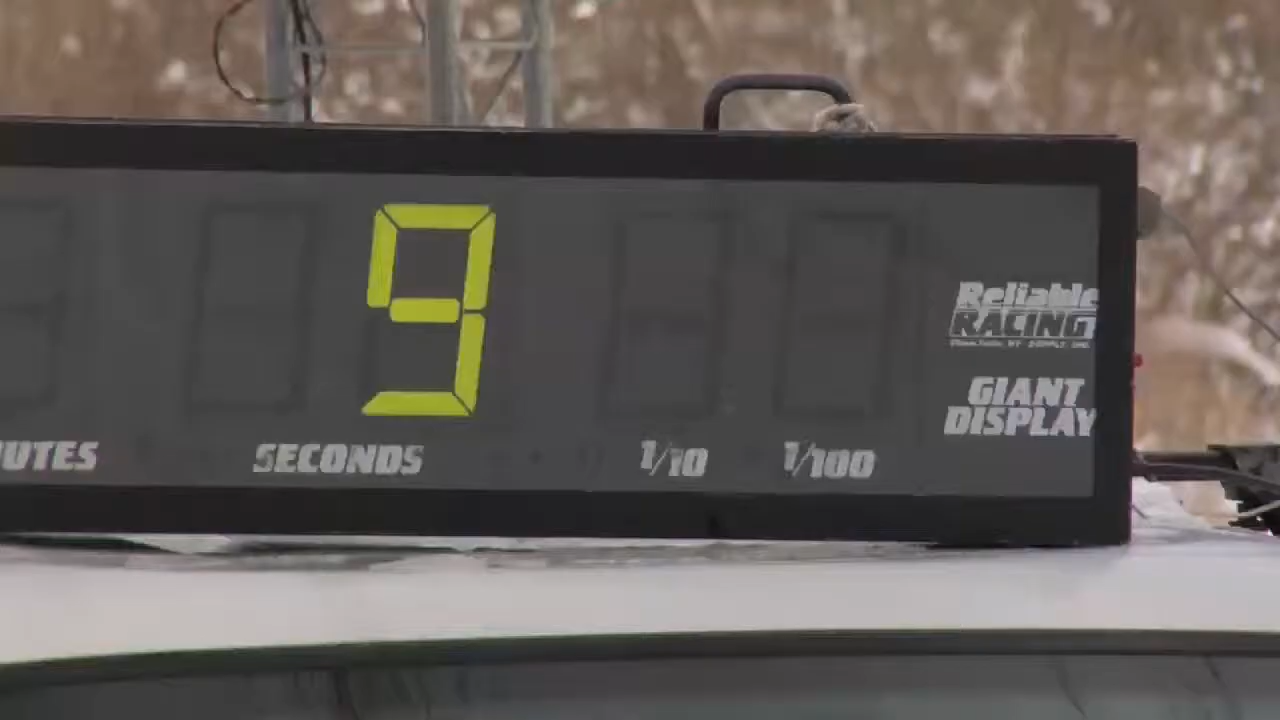 9
UTES SECONDS 1/10 1/100
Reliable
RACING
GIANT
DISPLAY